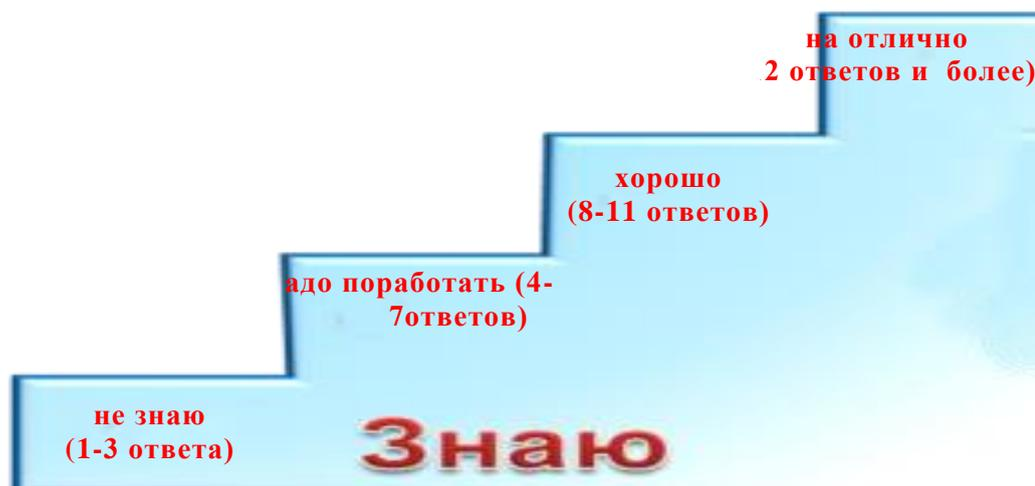 на отлично
2 ответов и более)
хорошо
(8-11 ответов)
адо поработать (4-
7ответов)
не знаю
(1-3 ответа)
Знаю